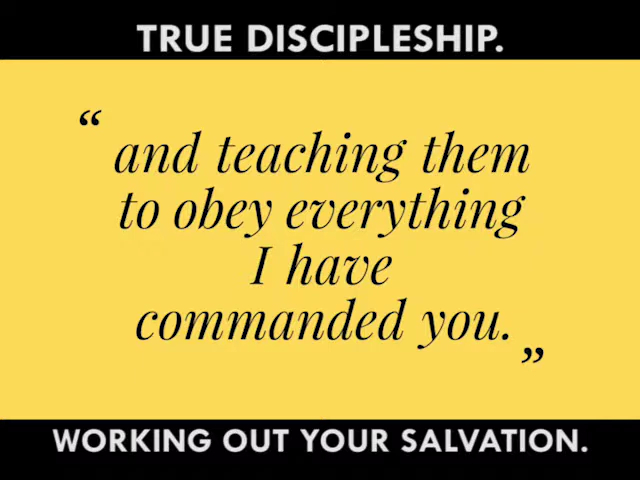 TRUE DISCIPLESHIP.
“ and teaching them
to obey everything
I have
commanded you. ”
WORKING OUT YOUR SALVATION.